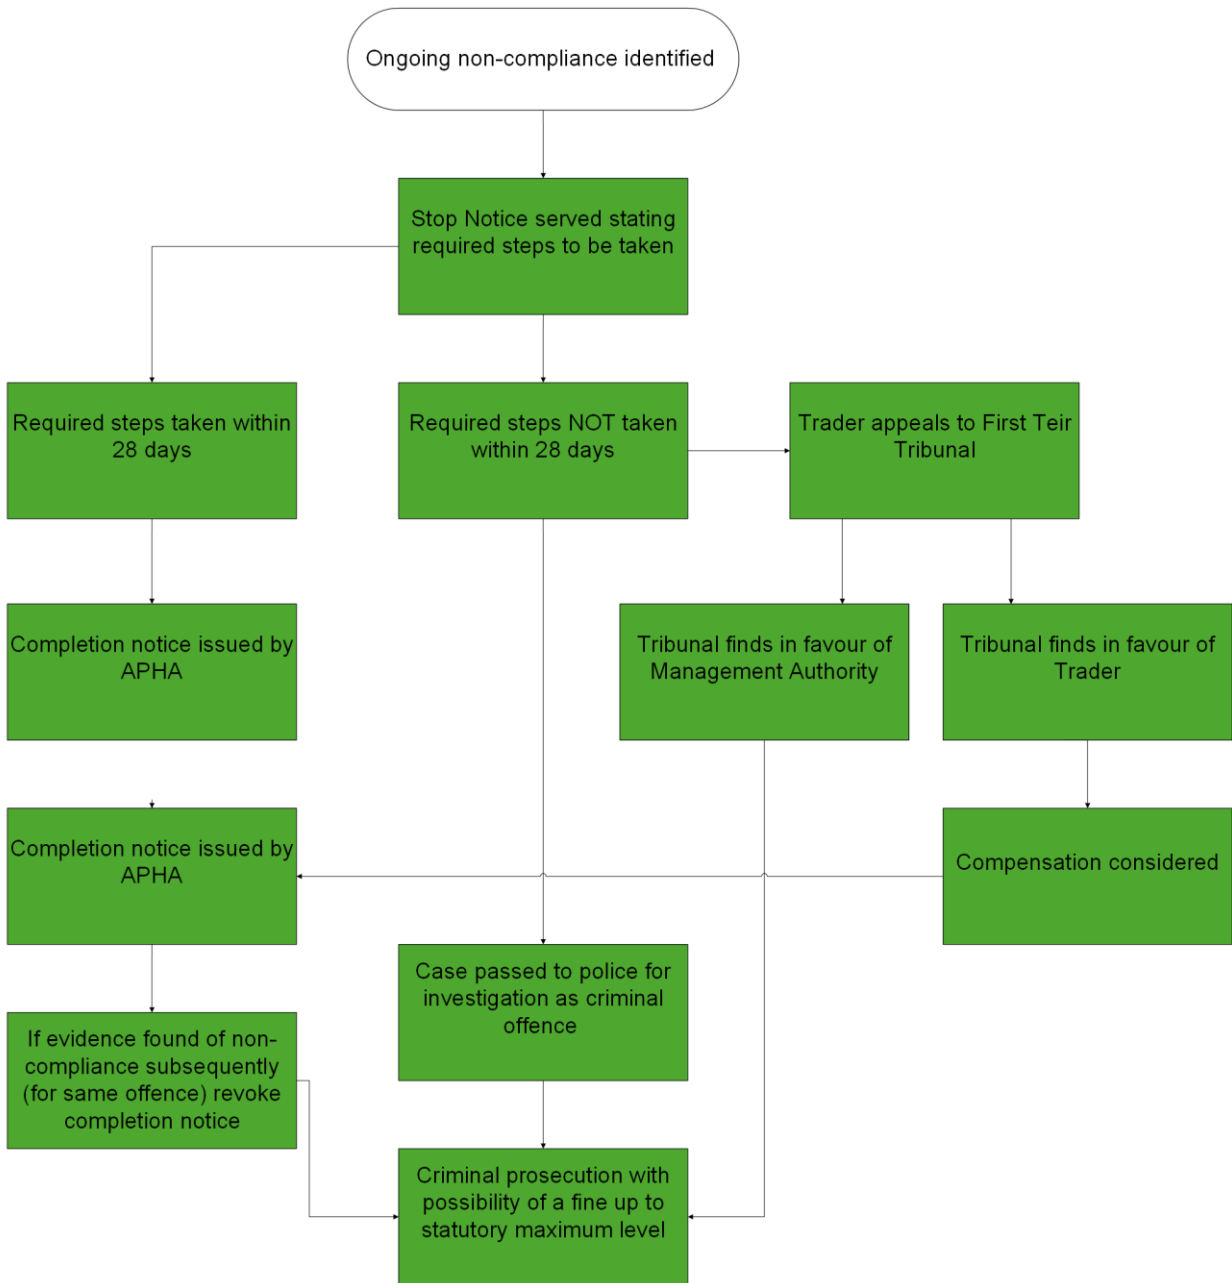 Ongoing non-compliance identified
Stop Notice served stating
required steps to be taken
Required steps taken within
28 days
Required steps NOT taken
within 28 days
Trader appeals to First Teir
Tribunal
Completion notice issued by
APHA
Tribunal finds in favour of
Management Authority
Tribunal finds in favour of
Trader
Completion notice issued by
APHA
Compensation considered
Case passed to police for
investigation as criminal
offence
If evidence found of non-
compliance subsequently
(for same offence) revoke
completion notice
Criminal prosecution with
possibility of a fine up to
statutory maximum level